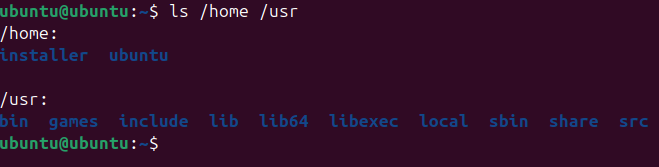 ubuntu@ubuntu:~$ ls /home /usr
/home:
installer  ubuntu

/usr:
bin  games  include  lib  lib64  libexec  local  sbin  share  src
ubuntu@ubuntu:~$